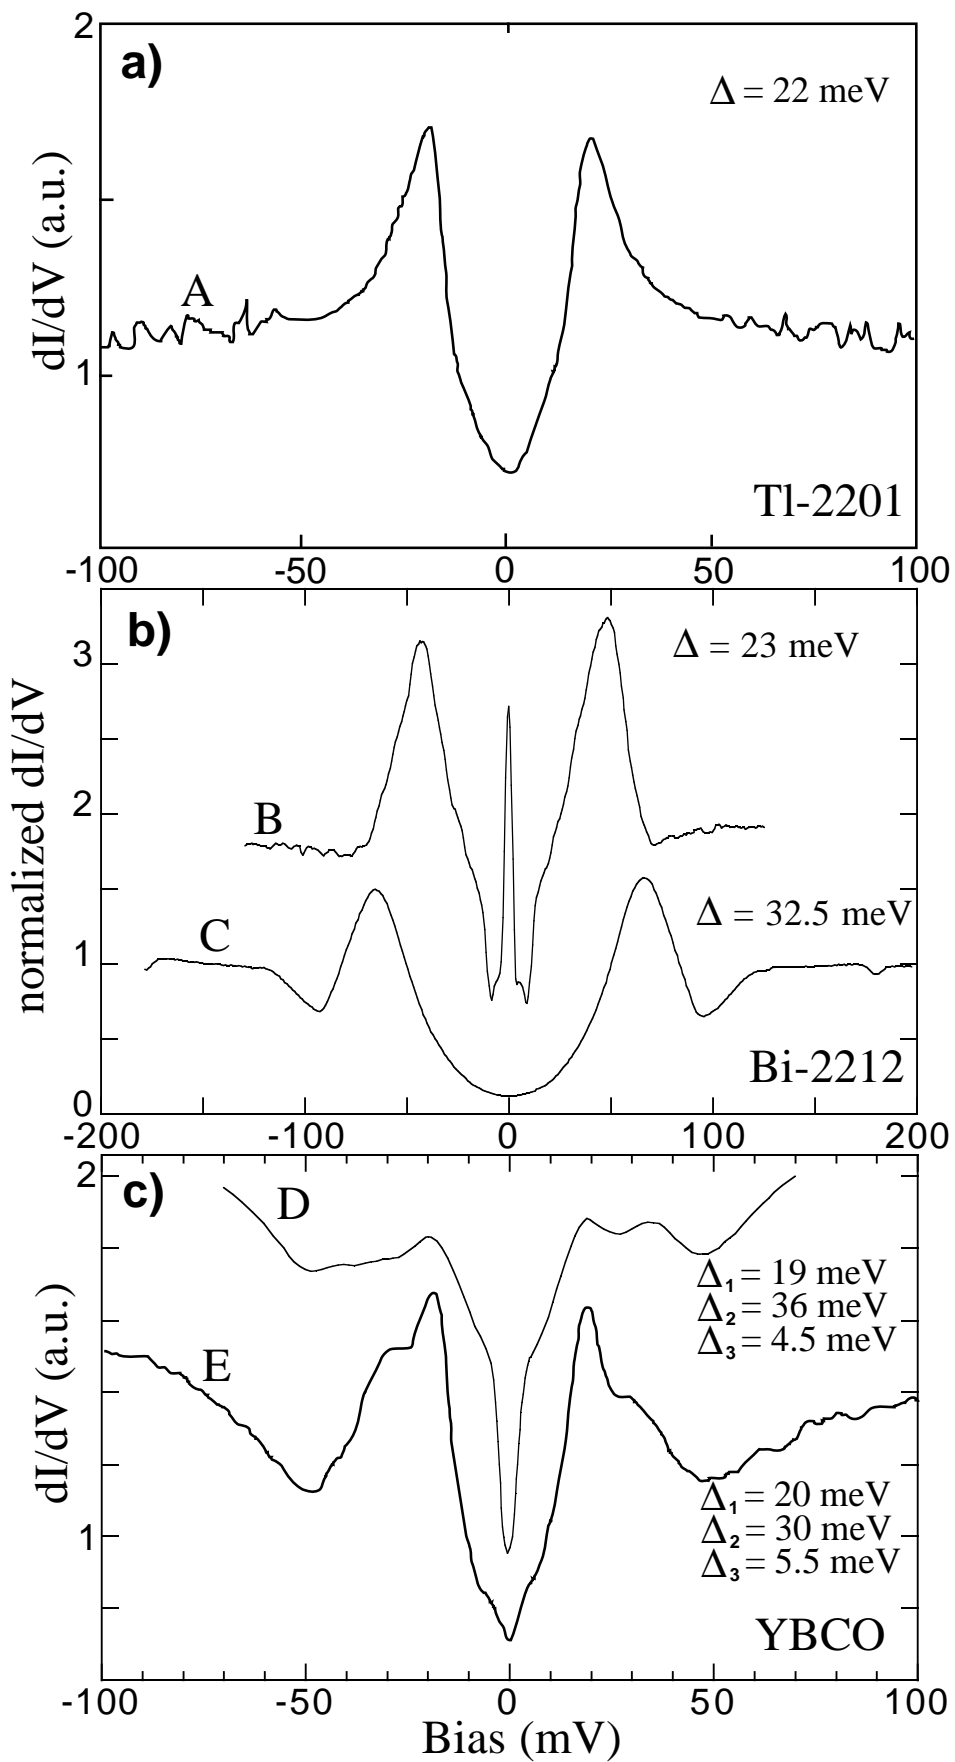 2
a)
Δ = 22 meV
dI/dV (a.u.)
A
1
Tl-2201
-100 -50 0 50 100
b)
Δ = 23 meV
3
normalized dI/dV
2
B
Δ = 32.5 meV
C
1
Bi-2212
0
-200 -100 0 100 200
2
c)
D
Δ1 = 19 meV
Δ2 = 36 meV
Δ3 = 4.5 meV
dI/dV (a.u.)
E
Δ1 = 20 meV
Δ2 = 30 meV
Δ3 = 5.5 meV
1
YBCO
-100 -50 0 50 100
Bias (mV)